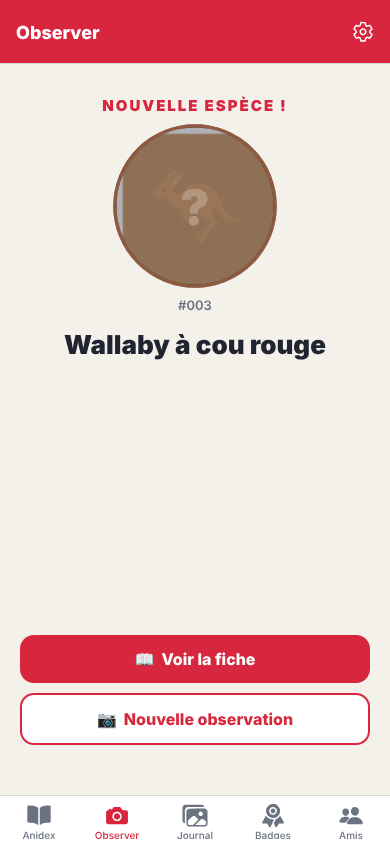 Observer
NOUVELLE ESPÈCE !
?
#003
Wallaby à cou rouge
Voir la fiche
Nouvelle observation
Anidex
Observer
Journal
Badges
Amis